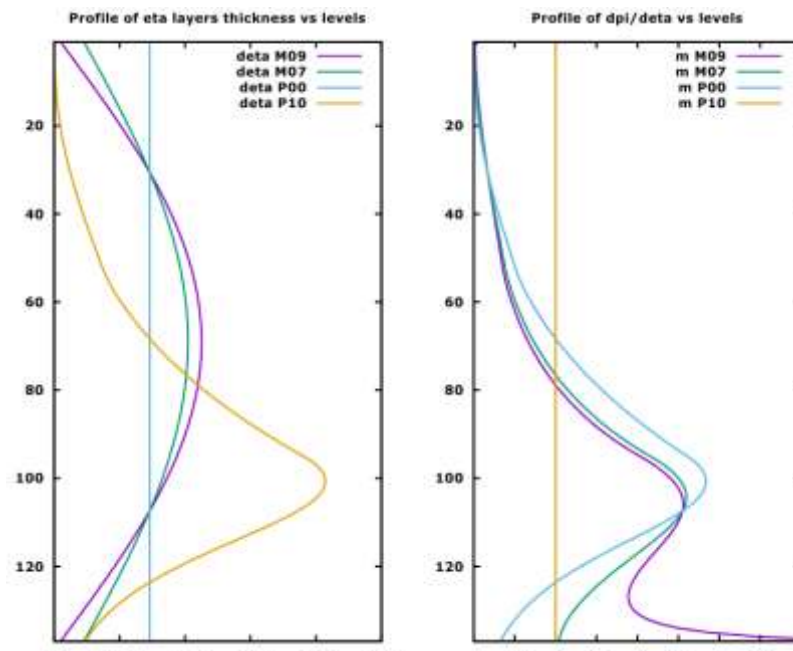 Profile of eta layers thickness vs levels
deta M09
deta M07
deta P00
deta P10
20
40
60
80
100
120
Profile of dpi/deta vs levels
m M09
m M07
m P00
m P10
20
40
60
80
100
120